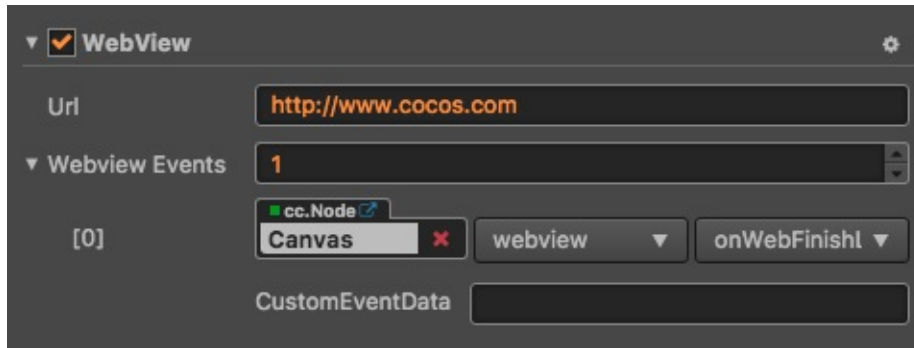 WebView
Url http://www.cocos.com
Webview Events 1
cc.Node
[0] Canvas webview onWebFinishl
CustomEventData